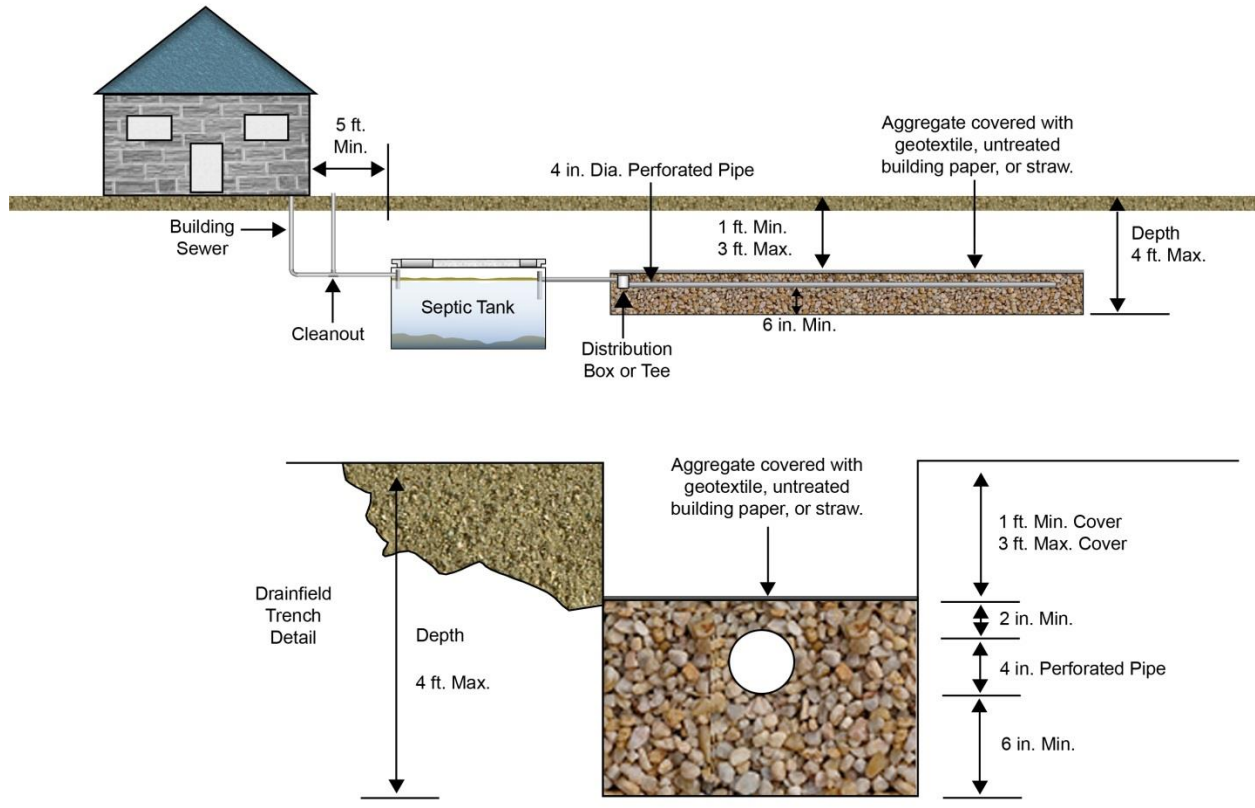 5 ft.
Min.
Aggregate covered with
geotextile, untreated
building paper, or straw.
4 in. Dia. Perforated Pipe
Building
Sewer
1 ft. Min.
3 ft. Max.
Depth
4 ft. Max.
Septic Tank
6 in. Min.
Cleanout
Distribution
Box or Tee
Aggregate covered with
geotextile, untreated
building paper, or straw.
1 ft. Min. Cover
3 ft. Max. Cover
Drainfield
Trench
Detail
Depth
4 ft. Max.
2 in. Min.
4 in. Perforated Pipe
6 in. Min.